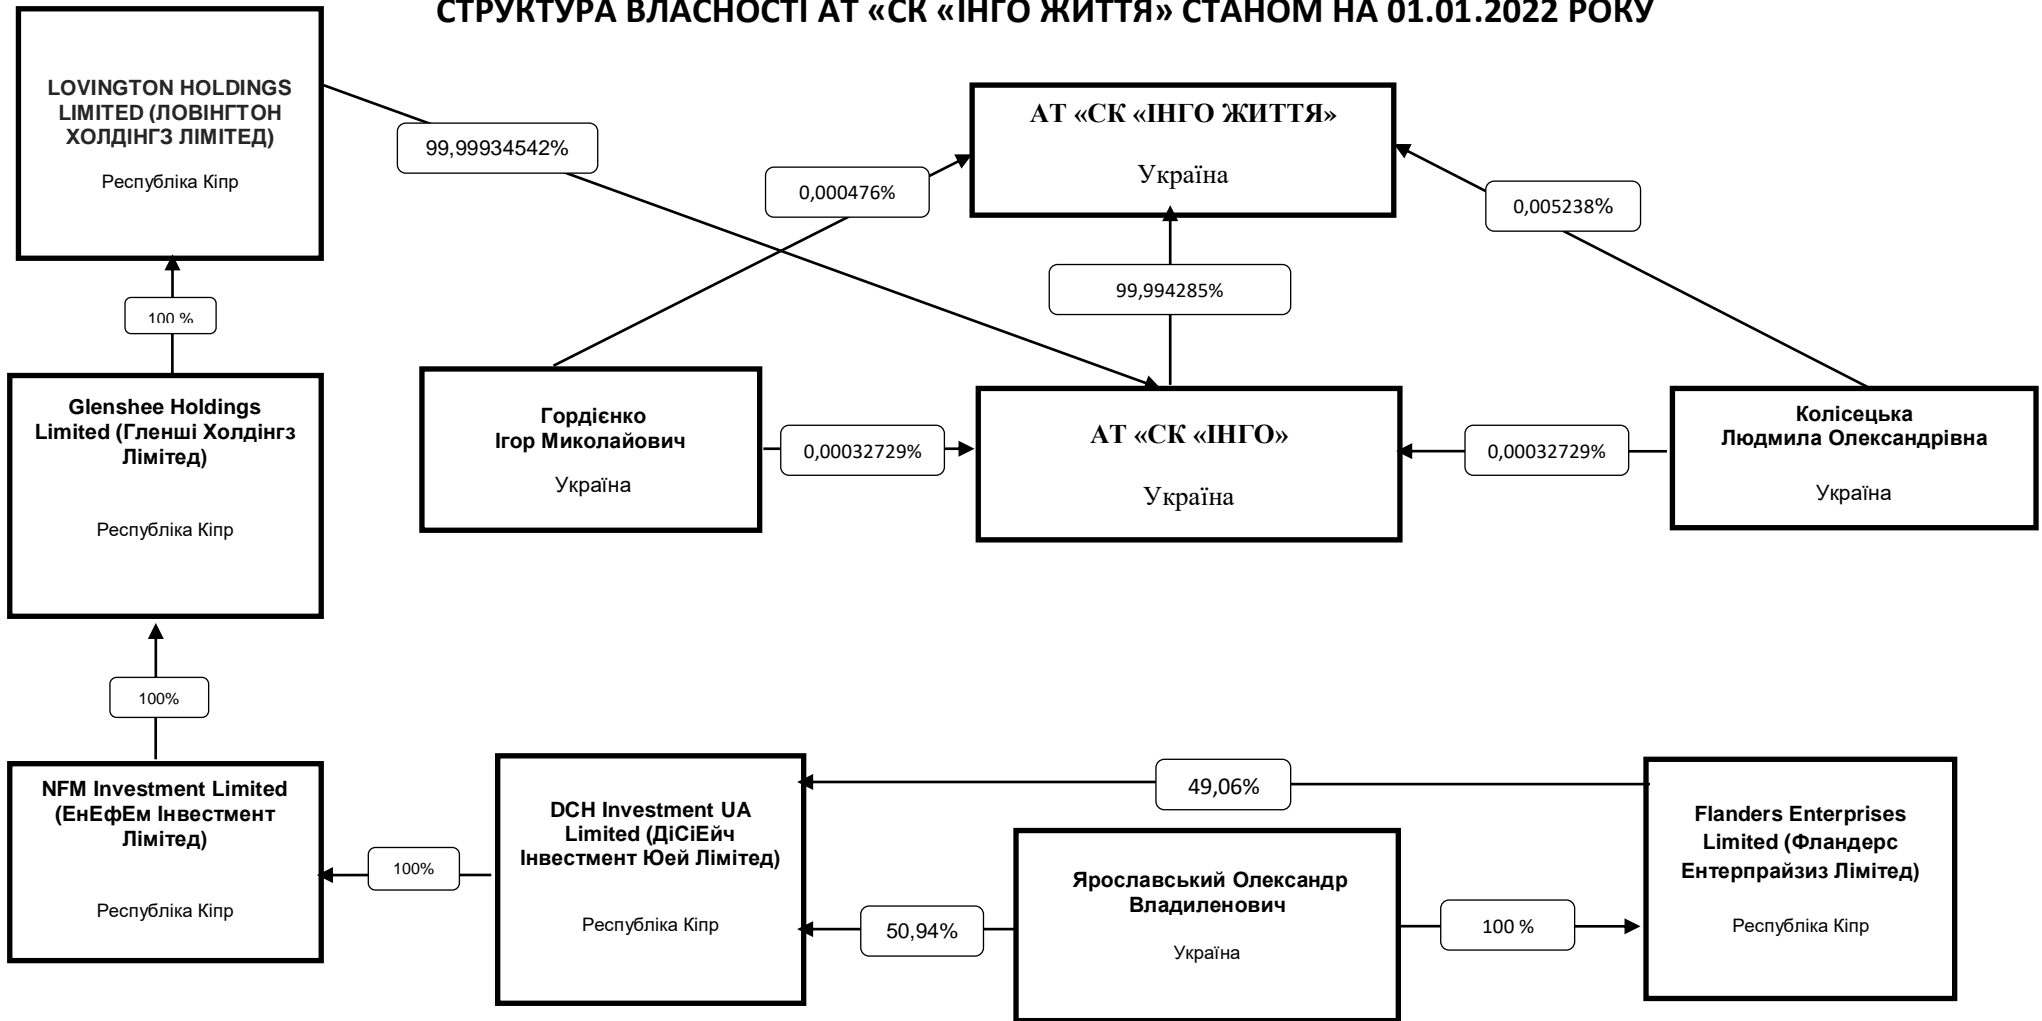 СТРУКТУРА ВЛАСНОСТІ АТ «СК «ІНГО ЖИТТЯ» СТАНОМ НА 01.01.2022 РОКУ
LOVINGTON HOLDINGS
LIMITED (ЛОВІНГТОН
ХОЛДІНГЗ ЛІМІТЕД)
Республіка Кіпр
99,99934542%
АТ «СК «ІНГО ЖИТТЯ»
Україна
0,000476%
0,005238%
99,994285%
100 %
Glenshee Holdings
Limited (Гленші Холдінгз
Лімітед)
Республіка Кіпр
Гордієнко
Ігор Миколайович
Україна
0,00032729%
АТ «СК «ІНГО»
Україна
0,00032729%
Колісецька
Людмила Олександрівна
Україна
100%
NFM Investment Limited
(ЕнЕфЕм Інвестмент
Лімітед)
Республіка Кіпр
100%
DCH Investment UA
Limited (ДіСіЕйч
Інвестмент Юей Лімітед)
Республіка Кіпр
49,06%
50,94%
Ярославський Олександр
Владиленович
Україна
100 %
Flanders Enterprises
Limited (Фландерс
Ентерпрайзиз Лімітед)
Республіка Кіпр